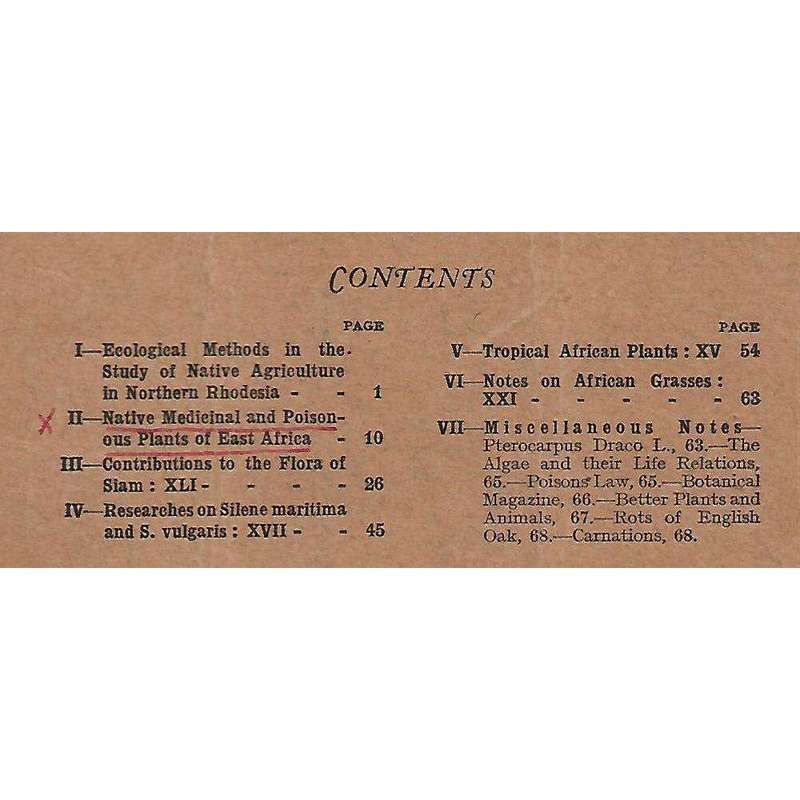 CONTENTS
PAGE
I—Ecological Methods in the
Study of Native Agriculture
in Northern Rhodesia - - 1
X II—Native Medicinal and Poison-
ous Plants of East Africa - 10
III—Contributions to the Flora of
Siam : XLI - - - - 26
IV—Researches on Silene maritima
and S. vulgaris : XVII - - 45
PAGE
V—Tropical African Plants : XV 54
VI—Notes on African Grasses :
XXI - - - - - 63
VII—Miscellaneous Notes—
Pterocarpus Draco L., 63.—The
Algae and their Life Relations,
65.—Poisons Law, 65.—Botanical
Magazine, 66.—Better Plants and
Animals, 67.—Rots of English
Oak, 68.—Carnations, 68.